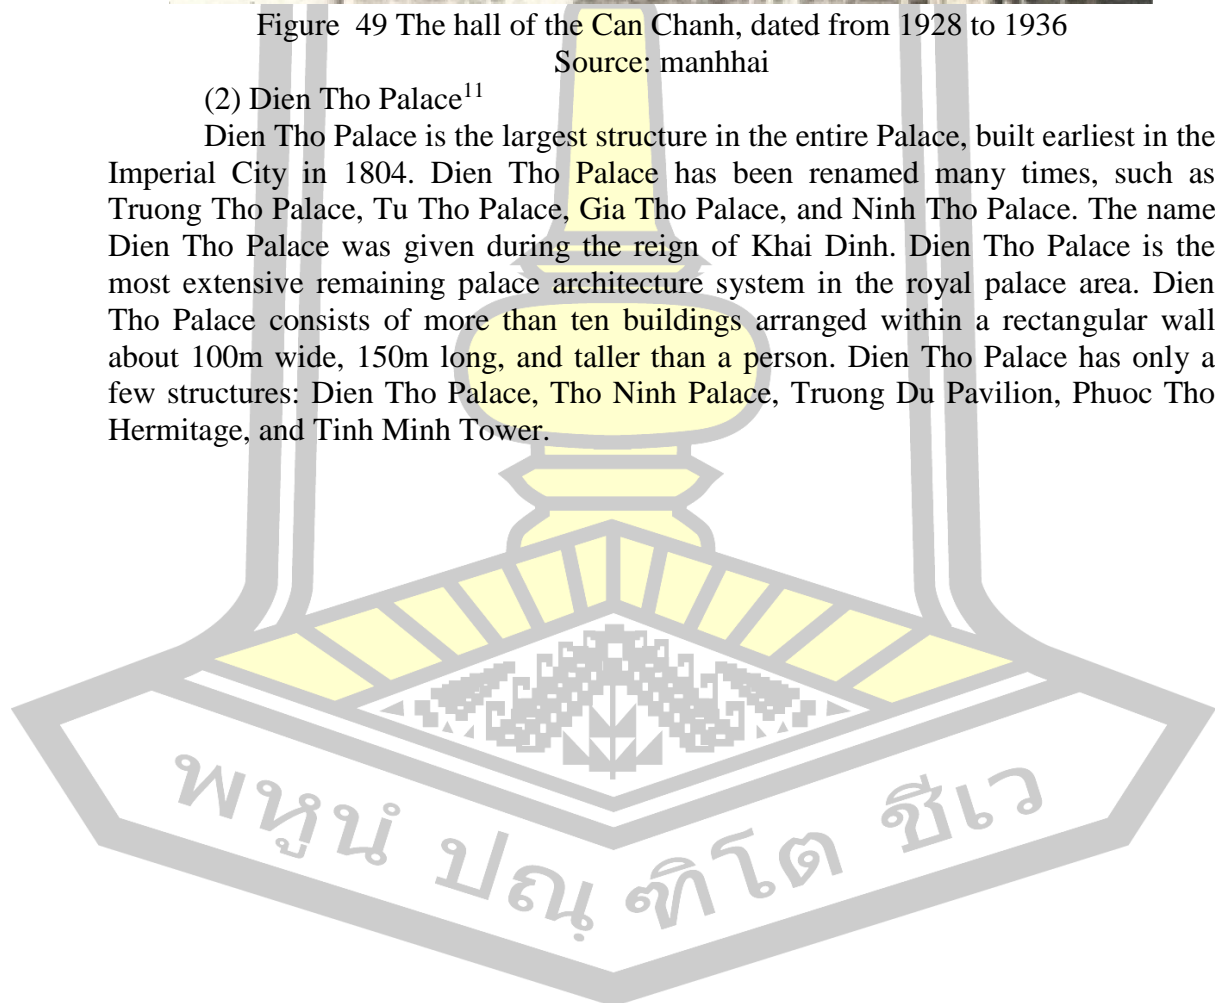 Figure  49 The hall of the Can Chanh, dated from 1928 to 1936
Source: manhhai
(2) Dien Tho Palace11
Dien Tho Palace is the largest structure in the entire Palace, built earliest in the
Imperial City in 1804. Dien Tho Palace has been renamed many times, such as
Truong Tho Palace, Tu Tho Palace, Gia Tho Palace, and Ninh Tho Palace. The name
Dien Tho Palace was given during the reign of Khai Dinh. Dien Tho Palace is the
most extensive remaining palace architecture system in the royal palace area. Dien
Tho Palace consists of more than ten buildings arranged within a rectangular wall
about 100m wide, 150m long, and taller than a person. Dien Tho Palace has only a
few structures: Dien Tho Palace, Tho Ninh Palace, Truong Du Pavilion, Phuoc Tho
Hermitage, and Tinh Minh Tower.
พหูนํ ปณฺฑิโต ชีเว